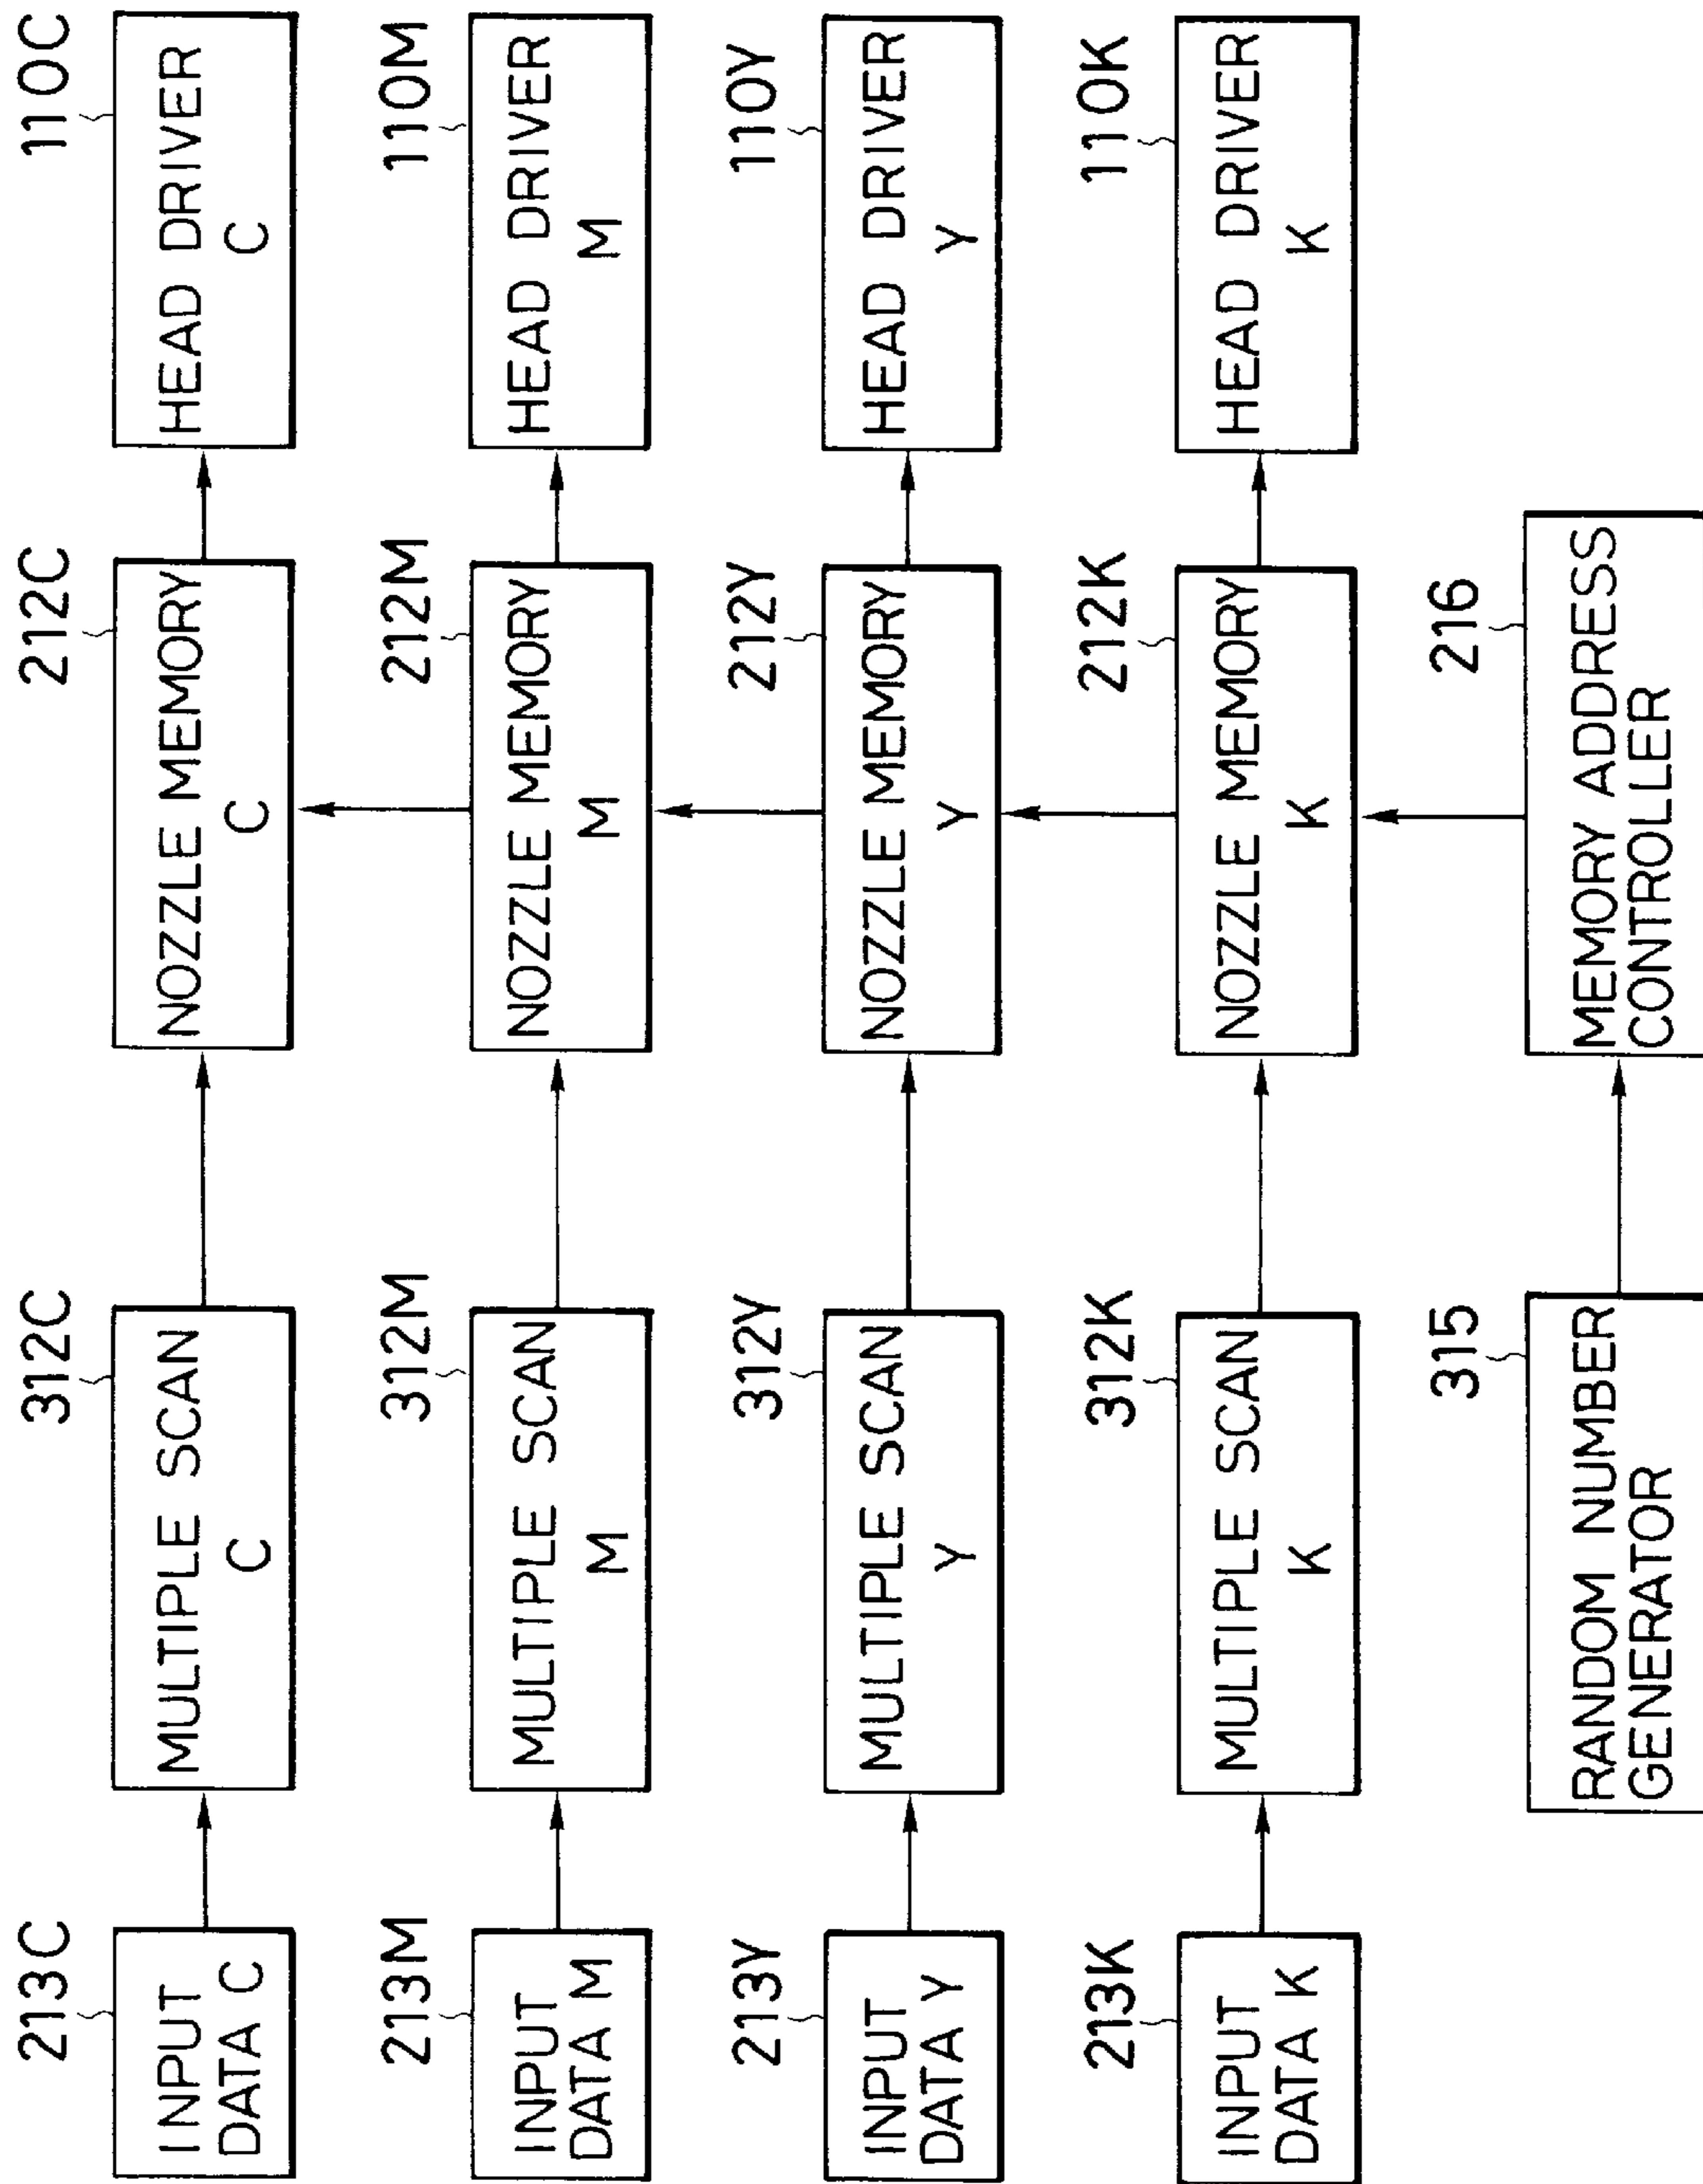 213C
INPUT
DATA C
312C
MULTIPLE SCAN
C
212C
NOZZLE MEMORY
C
110C
HEAD DRIVER
C
213M
INPUT
DATA M
312M
MULTIPLE SCAN
M
212M
NOZZLE MEMORY
M
110M
HEAD DRIVER
M
213Y
INPUT
DATA Y
312Y
MULTIPLE SCAN
Y
212Y
NOZZLE MEMORY
Y
110Y
HEAD DRIVER
Y
213K
INPUT
DATA K
312K
MULTIPLE SCAN
K
212K
NOZZLE MEMORY
K
110K
HEAD DRIVER
K
315
RANDOM NUMBER
GENERATOR
216
MEMORY ADDRESS
CONTROLLER